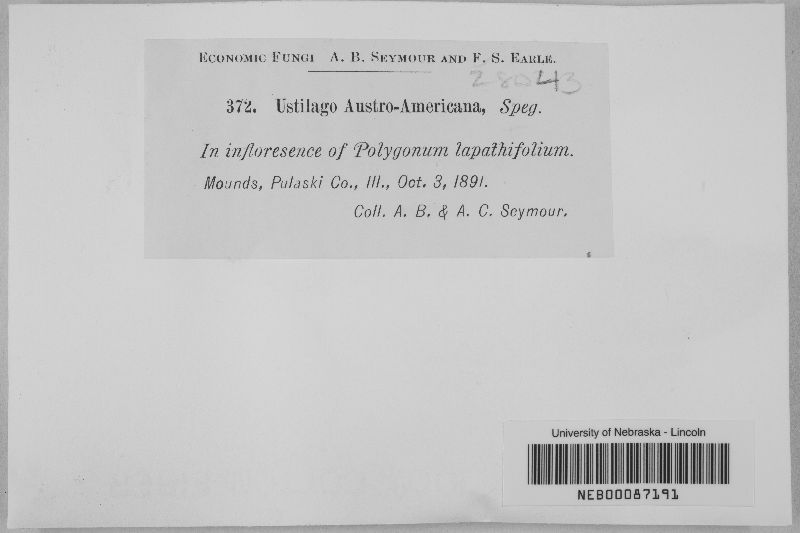 Economic Fungi A. B. Seymour and F. S. Earle.
28043
372. Ustilago Austro-Americana, Speg.
In infloresence of Polygonum lapathifolium.
Mounds, Pulaski Co., Ill., Oct. 3, 1891.
Coll. A. B. & A. C. Seymour.
University of Nebraska - Lincoln
NEB00087191